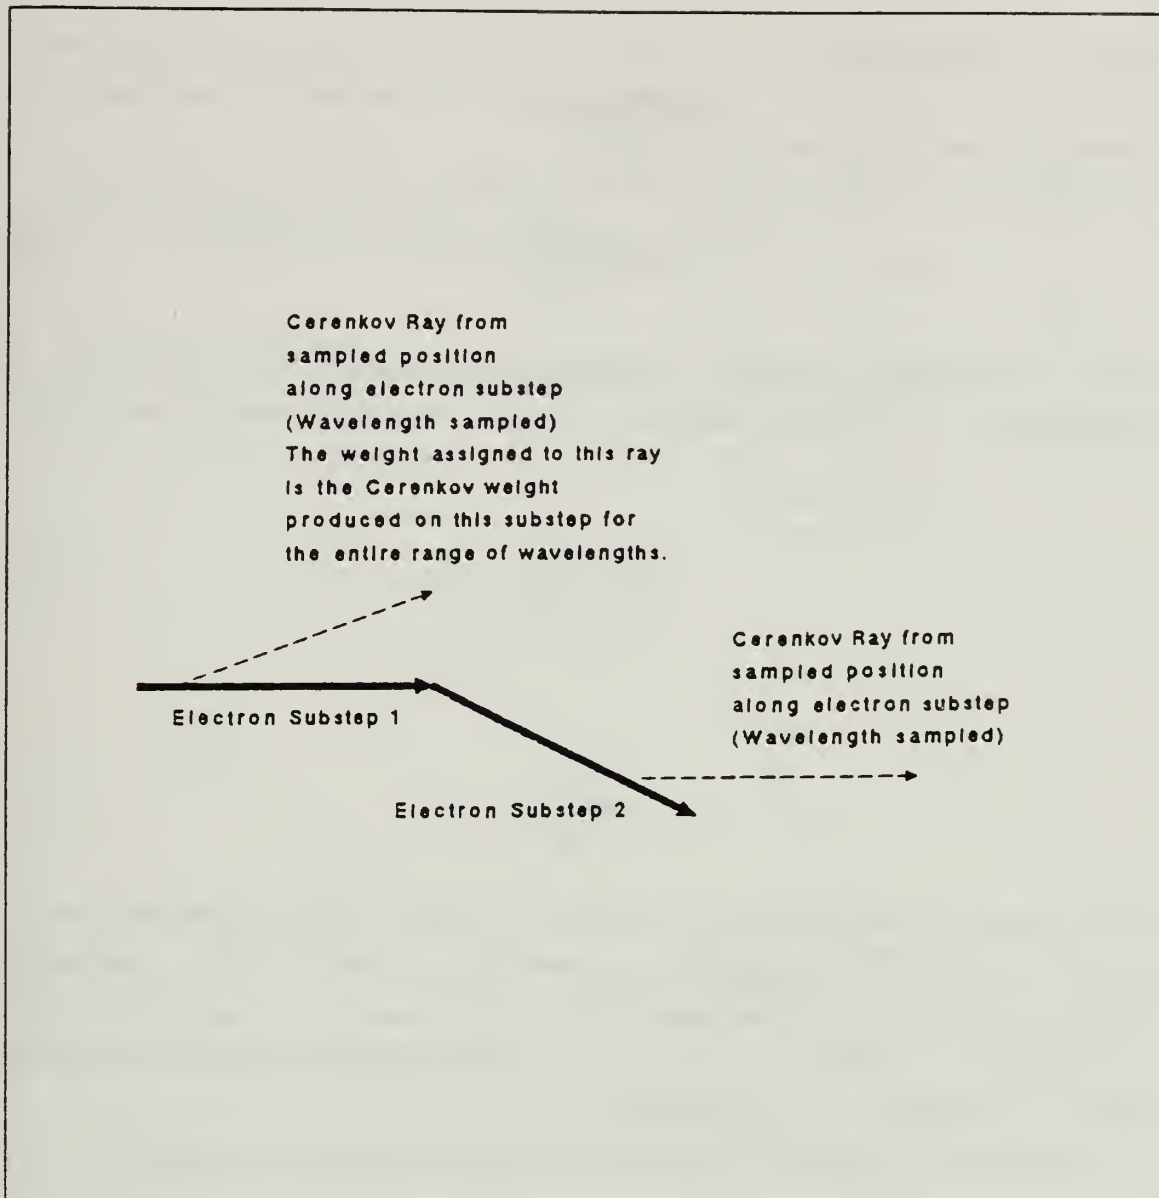 Cerenkov Ray from
sampled position
along electron substep
(Wavelength sampled)
The weight assigned to this ray
is the Cerenkov weight
produced on this substep for
the entire range of wavelengths.
Cerenkov Ray from
sampled position
along electron substep
(Wavelength sampled)
Electron Substep 1
Electron Substep 2